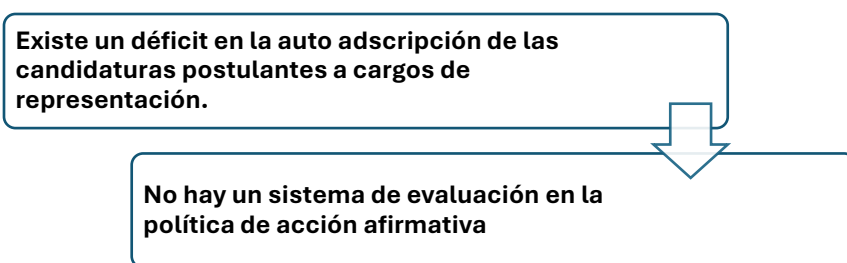 Existe un déficit en la auto adscripción de las
candidaturas postulantes a cargos de
representación.
No hay un sistema de evaluación en la
política de acción afirmativa